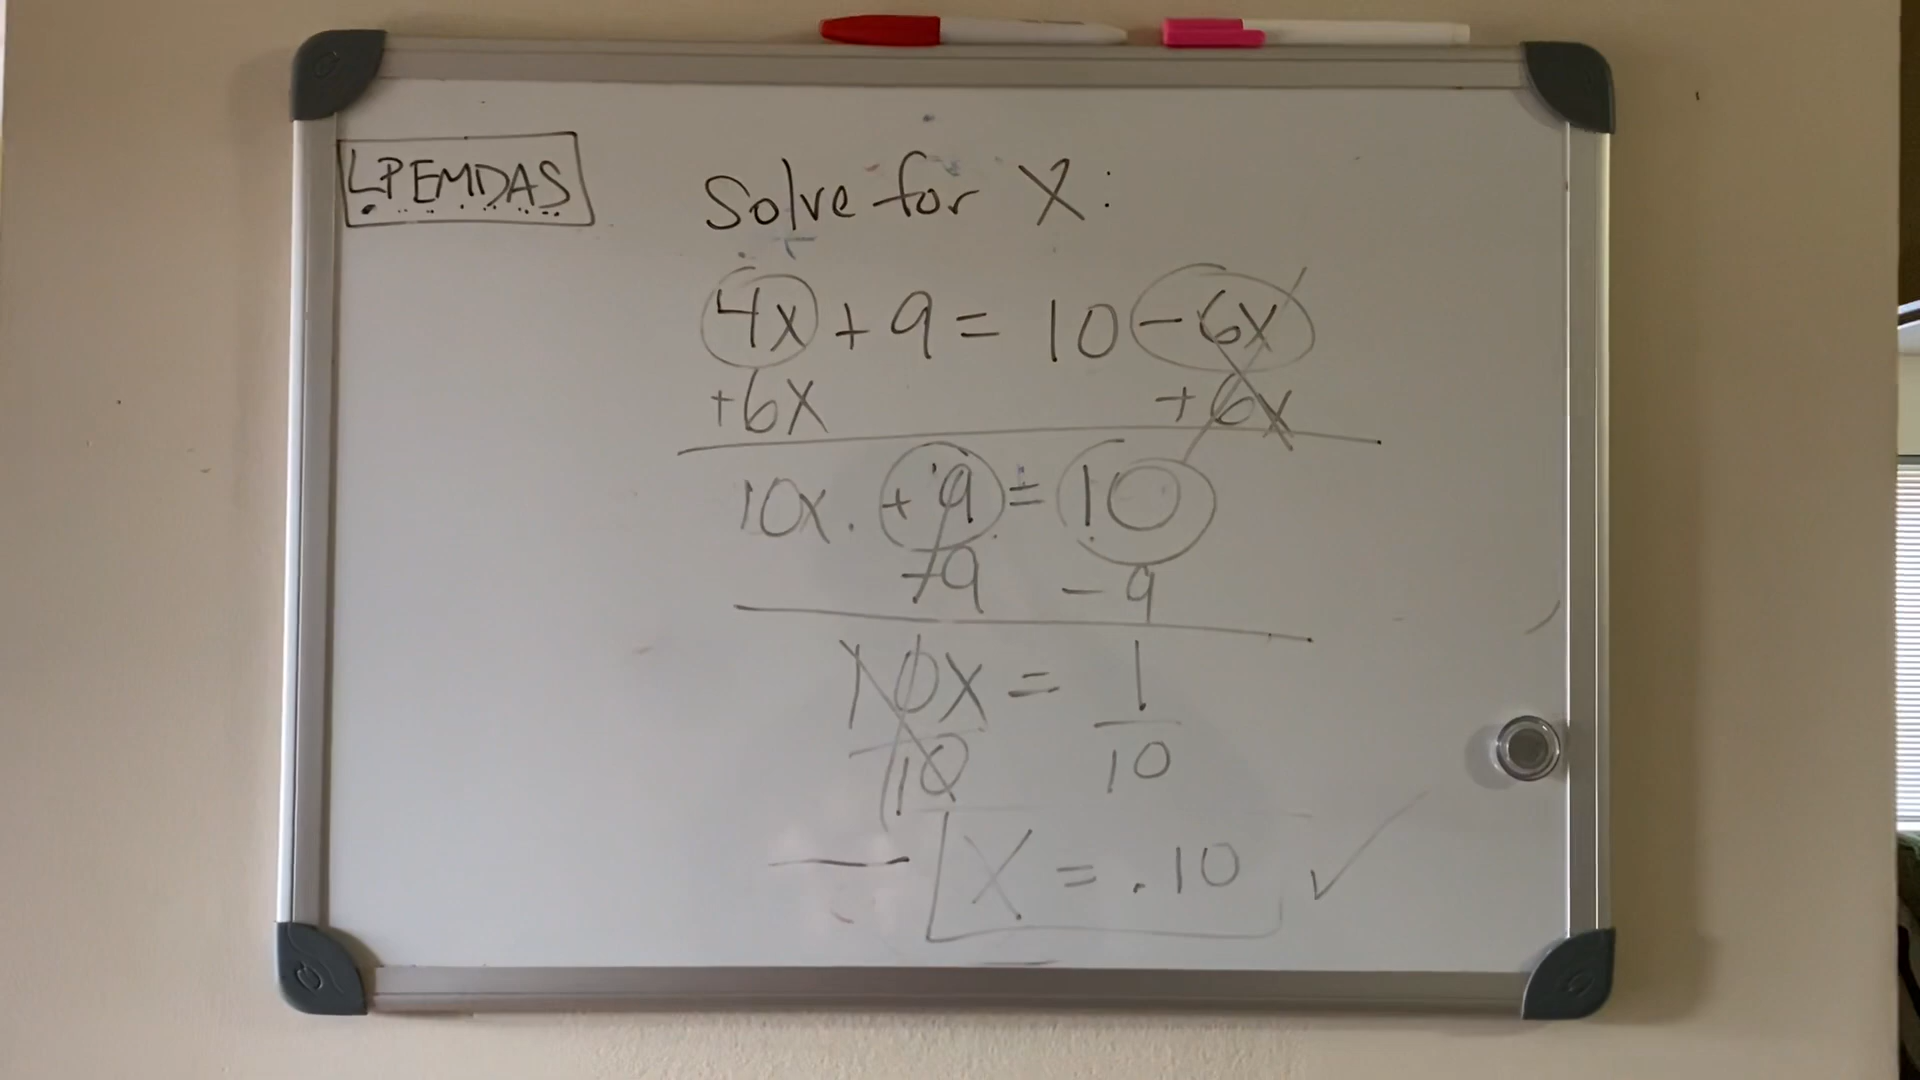 LPEMDAS
Solve for X:
4x + 9 = 10 - 6x
+6x +6x
10x. + 9 = 10
-9 - 9
10x = 1
10 10
X = .10 ✓